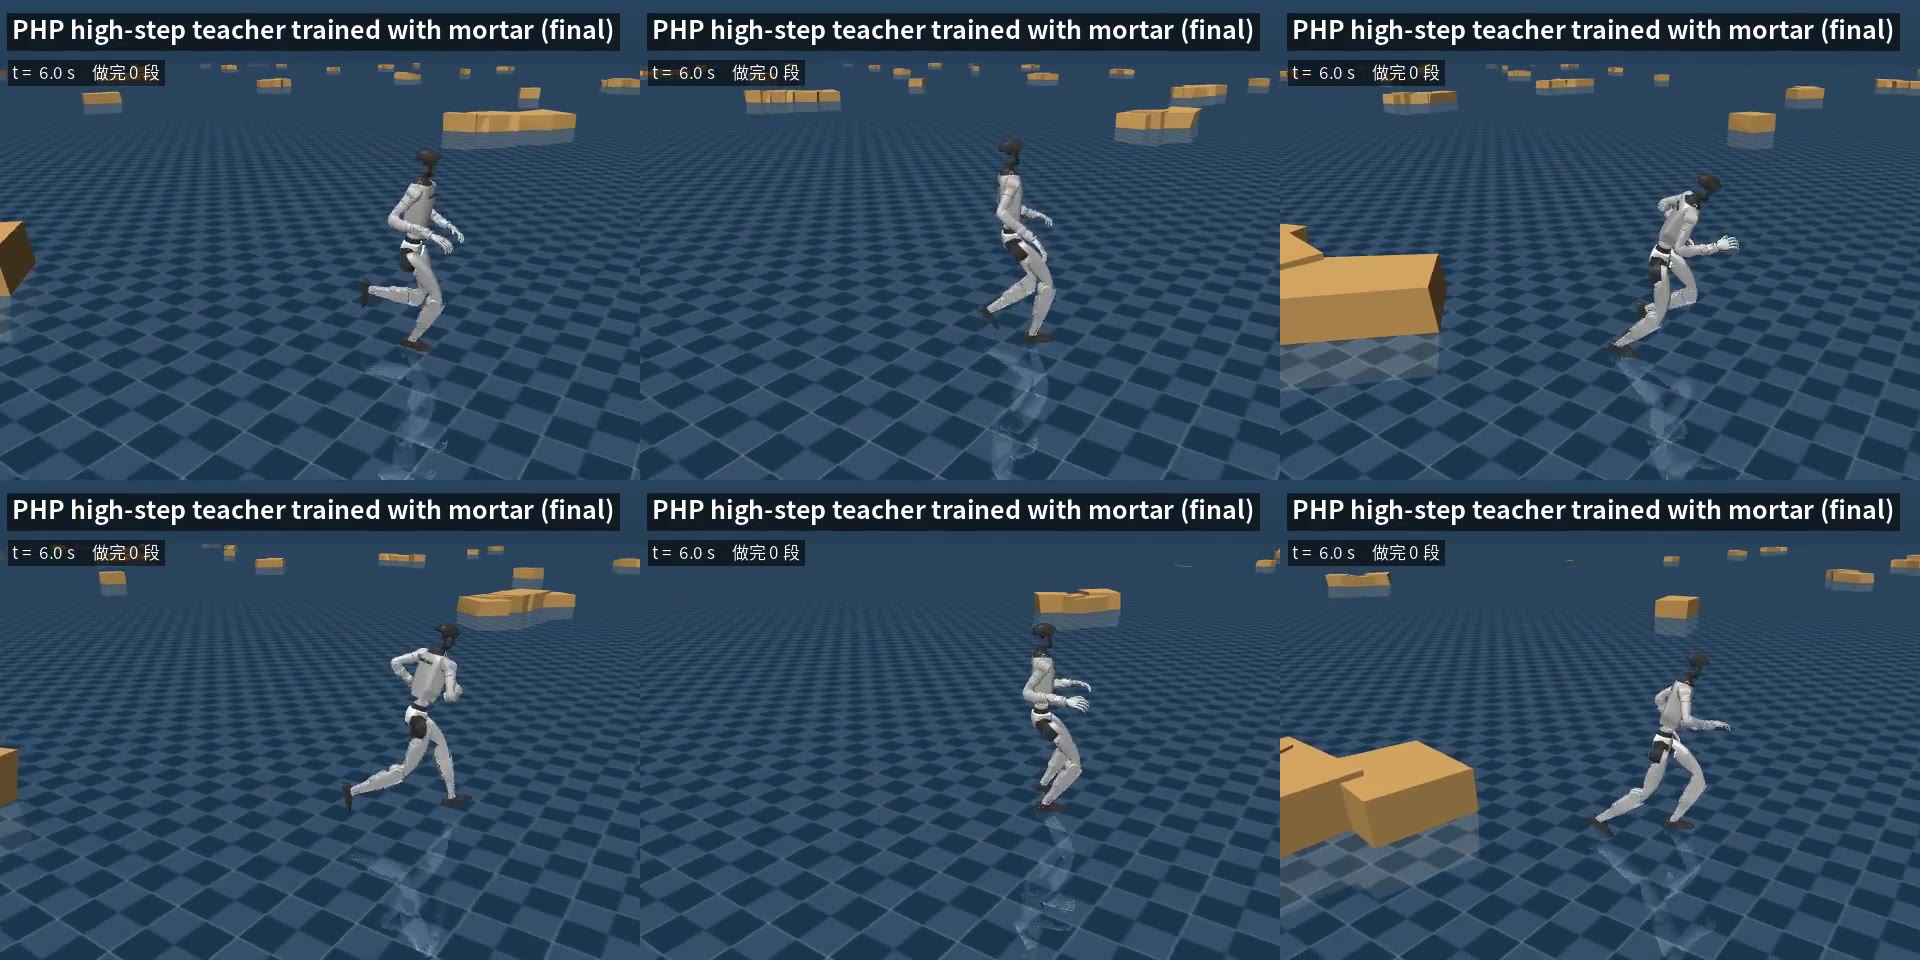 PHP high-step teacher trained with mortar (final)
t = 6.0 s 做完 0 段
PHP high-step teacher trained with mortar (final)
t = 6.0 s 做完 0 段
PHP high-step teacher trained with mortar (final)
t = 6.0 s 做完 0 段
PHP high-step teacher trained with mortar (final)
t = 6.0 s 做完 0 段
PHP high-step teacher trained with mortar (final)
t = 6.0 s 做完 0 段
PHP high-step teacher trained with mortar (final)
t = 6.0 s 做完 0 段